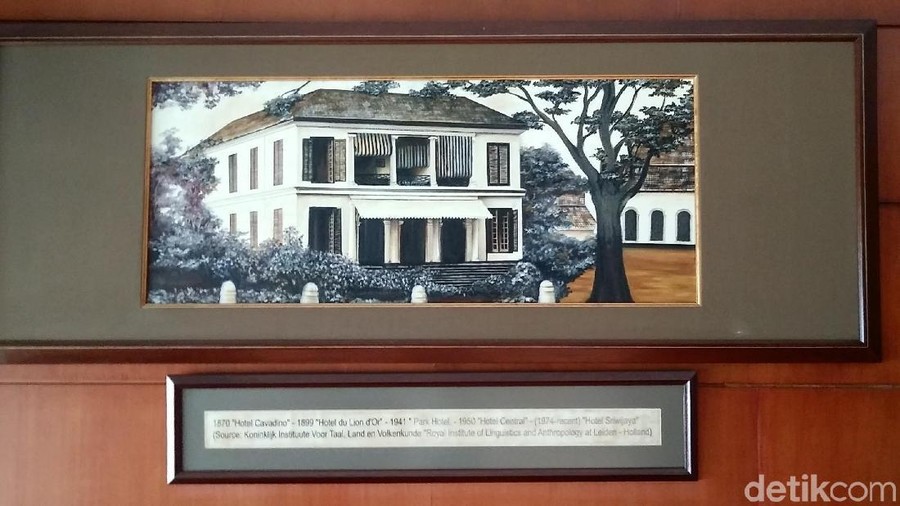 1870 "Hotel Cavadino" - 1899 "Hotel du Lion d'Or" - 1941 " Park Hotel - 1950 "Hotel Central" - (1974-recent) "Hotel Sriwijaya"
(Source: Koninklijk Instituute Voor Taal, Land en Volkenkunde "Royal Institute of Linguistics and Anthropology at Leiden - Holland)
detikcom